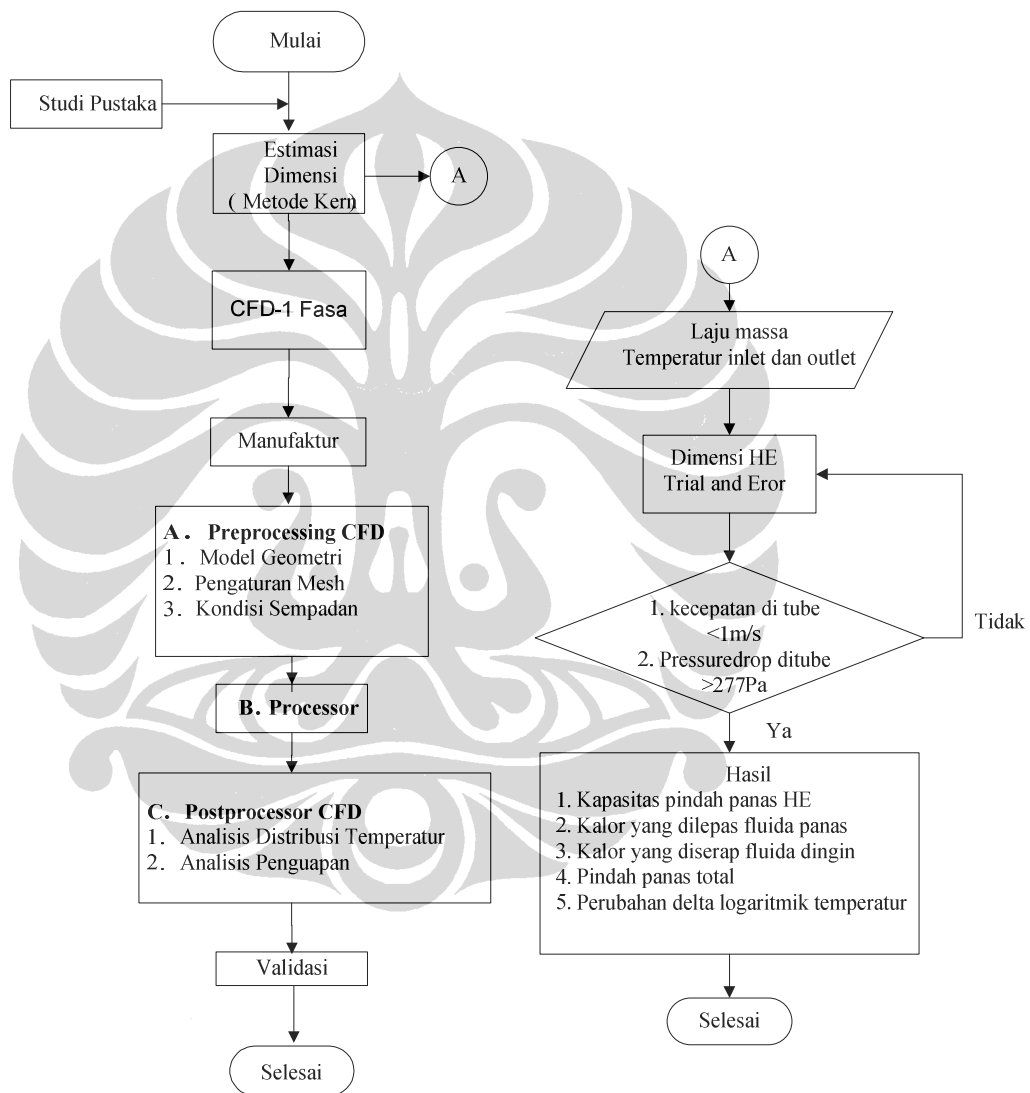 Mulai
Studi Pustaka
Estimasi
Dimensi
( Metode Kern)
A
CFD-1 Fasa
Manufaktur
A. Preprocessing CFD
1. Model Geometri
2. Pengaturan Mesh
3. Kondisi Sempadan
B. Processor
C. Postprocessor CFD
1. Analisis Distribusi Temperatur
2. Analisis Penguapan
Validasi
Selesai
A
Laju massa
Temperatur inlet dan outlet
Dimensi HE
Trial and Eror
1. kecepatan di tube
<1m/s
2. Pressuredrop ditube
>277Pa
Tidak
Ya
Hasil
1. Kapasitas pindah panas HE
2. Kalor yang dilepas fluida panas
3. Kalor yang diserap fluida dingin
4. Pindah panas total
5. Perubahan delta logaritmik temperatur
Selesai